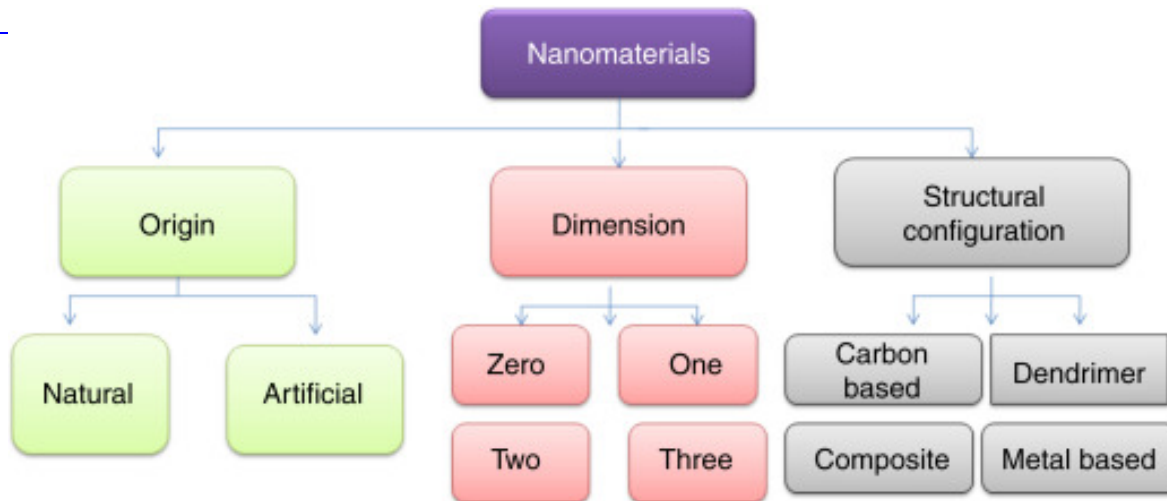 Nanomaterials
Origin
Dimension
Structural
configuration
Natural
Artificial
Zero
One
Carbon
based
Dendrimer
Two
Three
Composite
Metal based